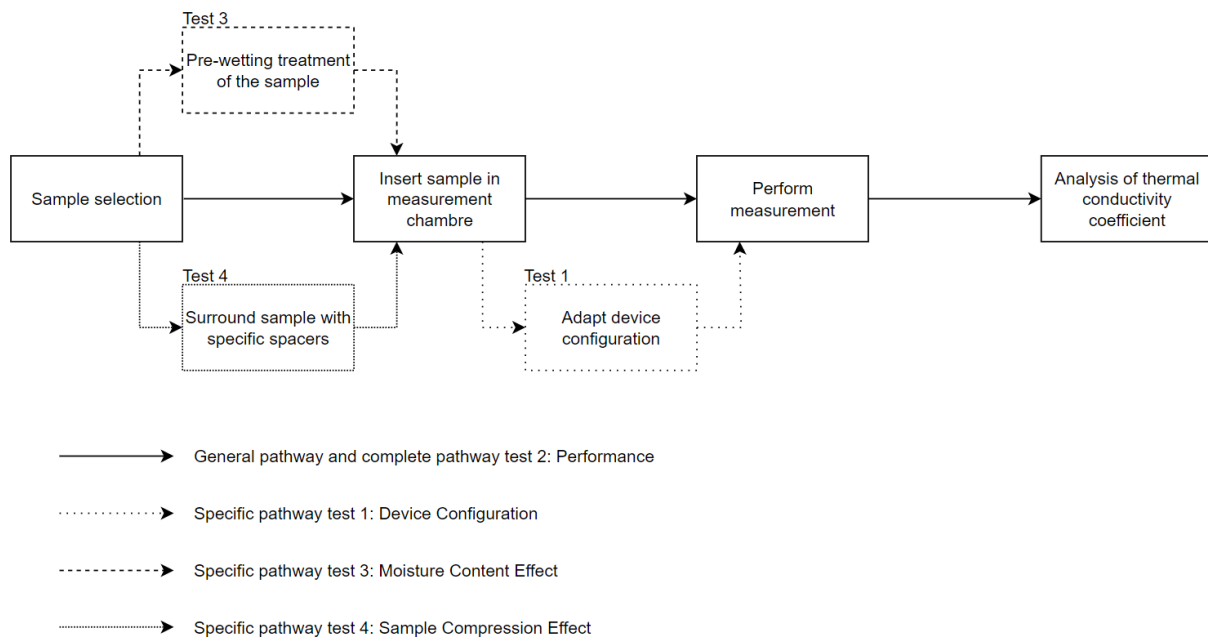 Test 3
Pre-wetting treatment
of the sample
Sample selection
Insert sample in
measurement
chambre
Perform
measurement
Analysis of thermal
conductivity
coefficient
Test 4
Surround sample with
specific spacers
Test 1
Adapt device
configuration
General pathway and complete pathway test 2: Performance
Specific pathway test 1: Device Configuration
Specific pathway test 3: Moisture Content Effect
Specific pathway test 4: Sample Compression Effect